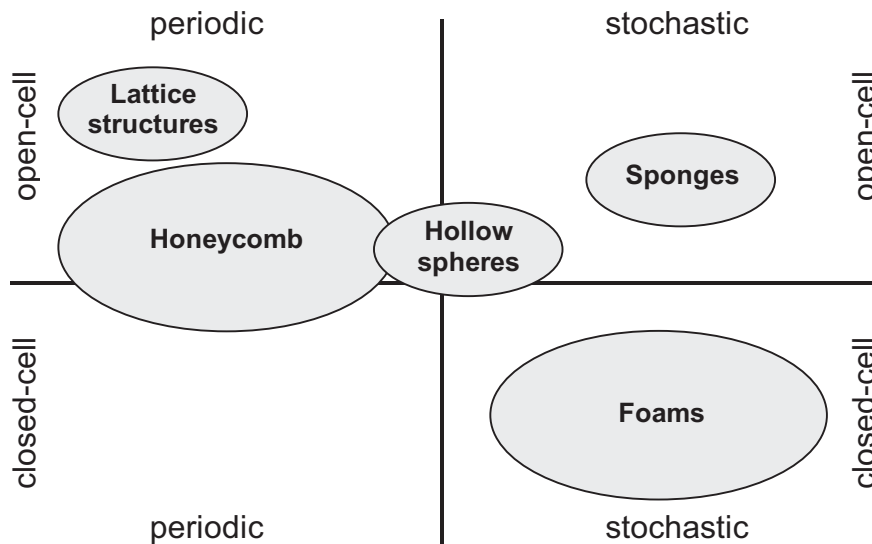 periodic
stochastic
open-cell
Lattice
structures
open-cell
Sponges
Honeycomb
Hollow
spheres
closed-cell
Foams
closed-cell
periodic
stochastic